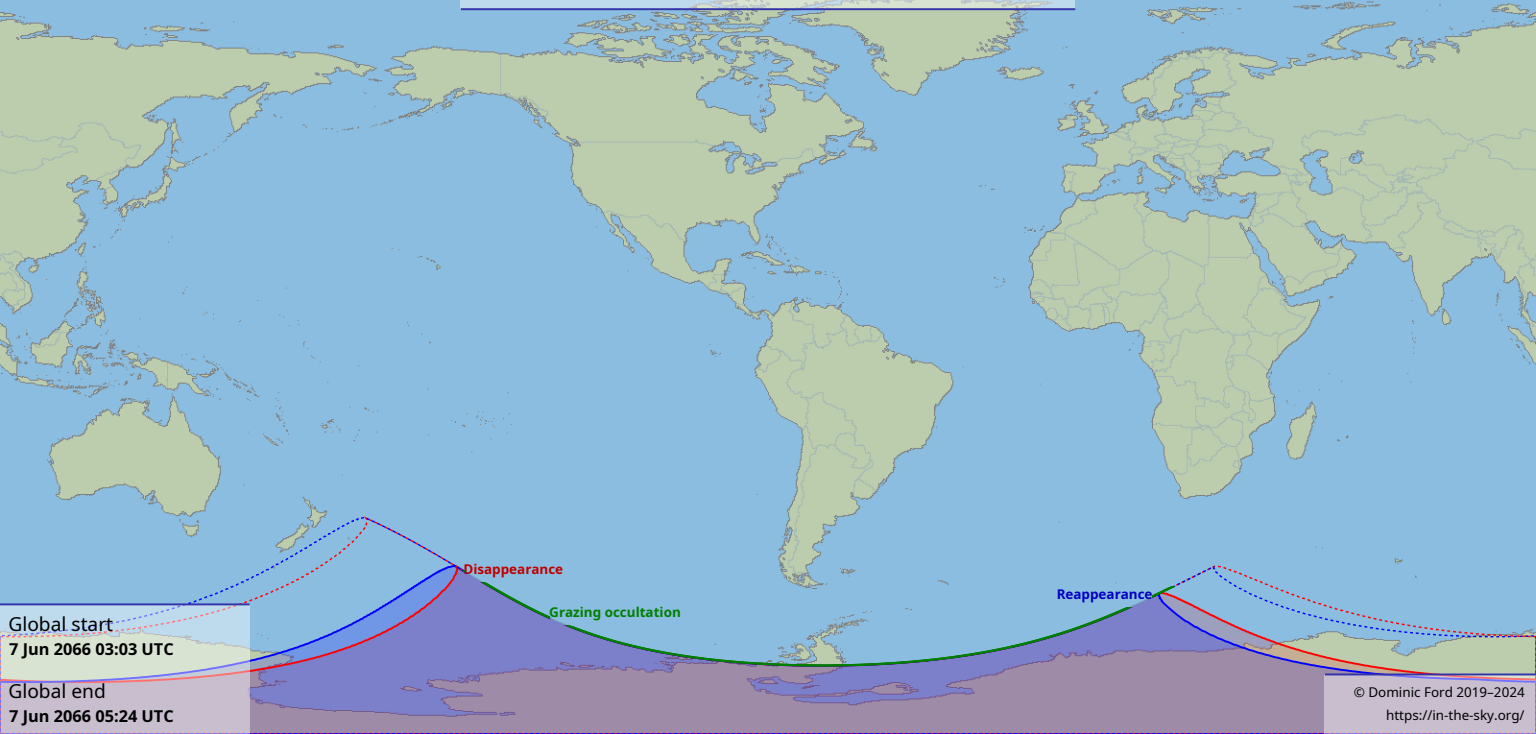 Disappearance
Reappearance
Grazing occultation
Global start
7 Jun 2066 03:03 UTC
Global end
7 Jun 2066 05:24 UTC
© Dominic Ford 2019–2024
https://in-the-sky.org/